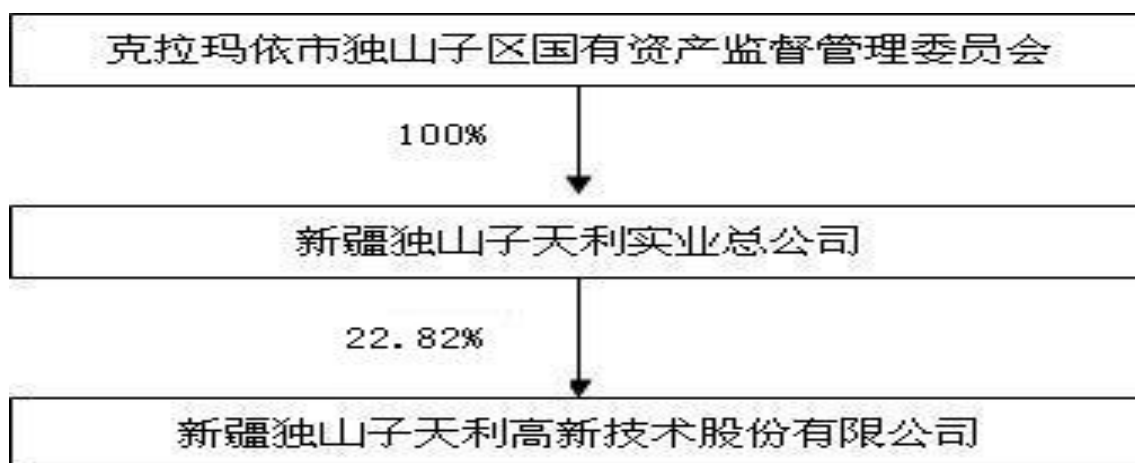 克拉玛依市独山子区国有资产监督管理委员会
100%
新疆独山子天利实业总公司
22.82%
新疆独山子天利高新技术股份有限公司